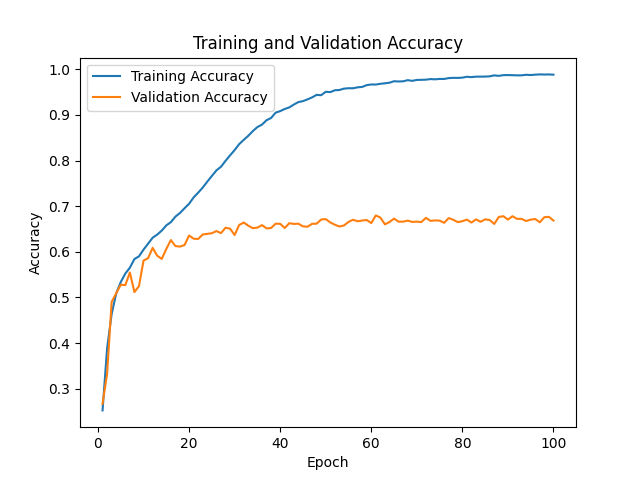 Training and Validation Accuracy
Training Accuracy
Validation Accuracy
1.0
0.9
0.8
0.7
0.6
0.5
0.4
0.3
Accuracy
0 20 40 60 80 100
Epoch